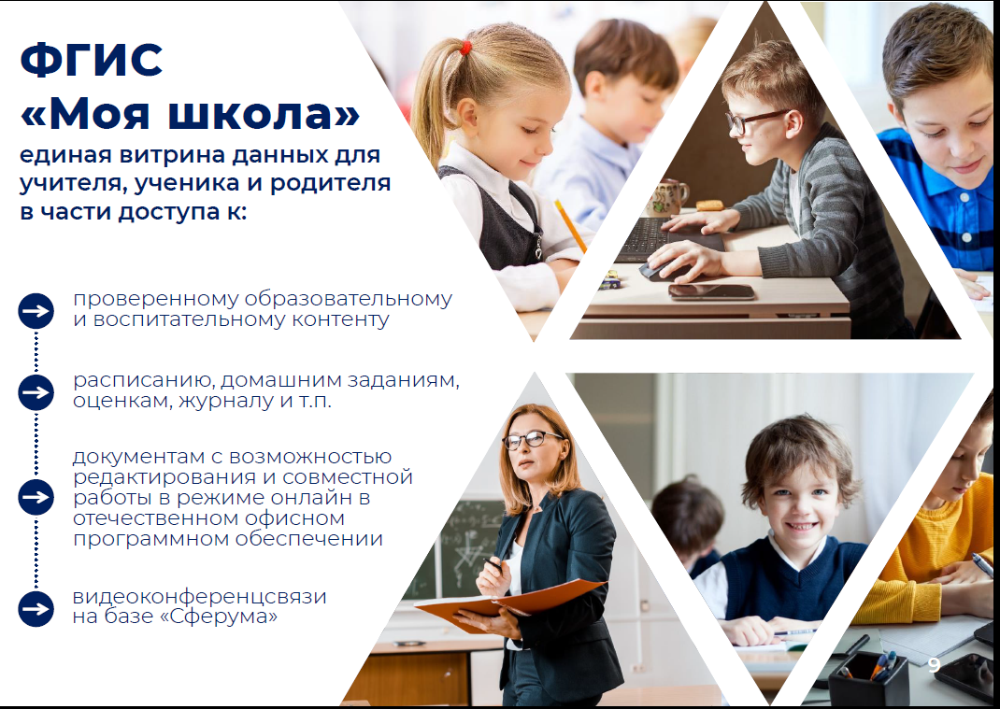 ФГИС
«Моя школа»
единая витрина данных для
учителя, ученика и родителя
в части доступа к:
проверенному образовательному
и воспитательному контенту
расписанию, домашним заданиям,
оценкам, журналу и т.п.
документам с возможностью
редактирования и совместной
работы в режиме онлайн в
отечественном офисном
программном обеспечении
видеоконференцсвязи
на базе «Сферума»
9